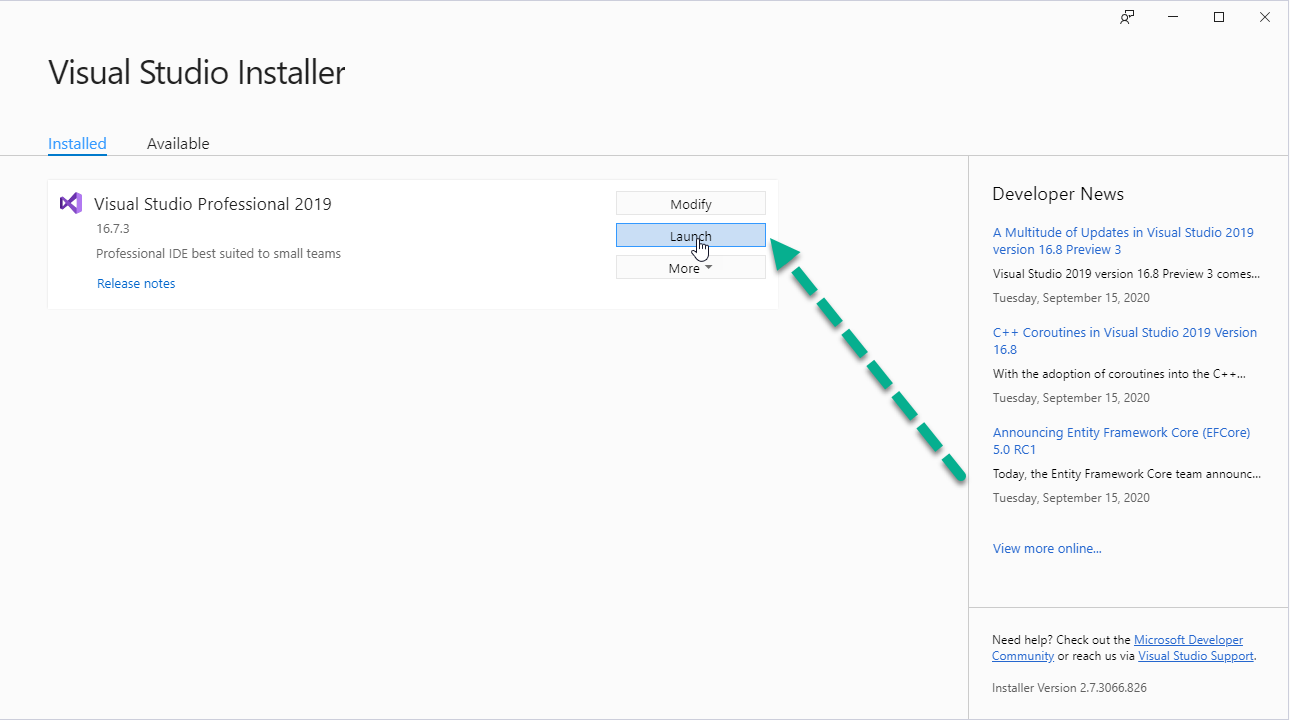 Visual Studio Installer
Installed
Available
Visual Studio Professional 2019
16.7.3
Professional IDE best suited to small teams
Release notes
Modify
Launch
More
Developer News
A Multitude of Updates in Visual Studio 2019
version 16.8 Preview 3
Visual Studio 2019 version 16.8 Preview 3 comes...
Tuesday, September 15, 2020
C++ Coroutines in Visual Studio 2019 Version
16.8
With the adoption of coroutines into the C++...
Tuesday, September 15, 2020
Announcing Entity Framework Core (EFCore)
5.0 RC1
Today, the Entity Framework Core team announc...
Tuesday, September 15, 2020
View more online...
Need help? Check out the Microsoft Developer
Community or reach us via Visual Studio Support.
Installer Version 2.7.3066.826